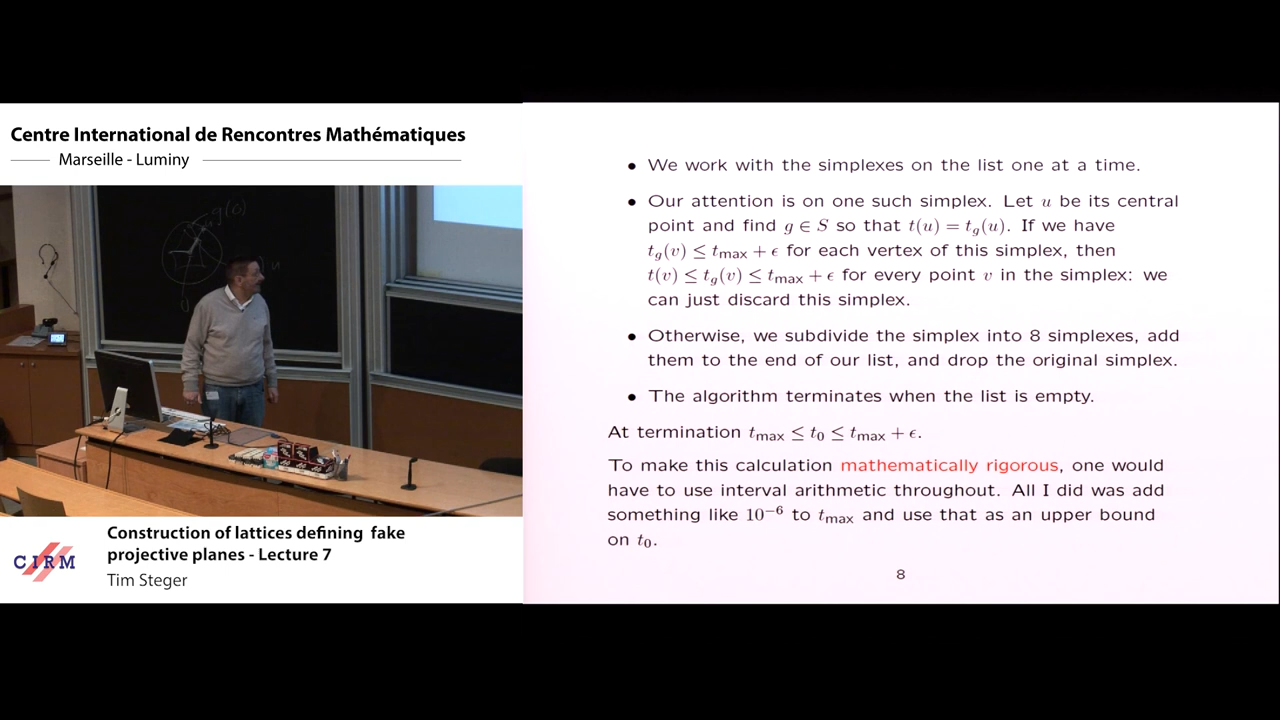 Centre International de Rencontres Mathématiques
Marseille - Luminy
g(0)
CIRM
Construction of lattices defining fake
projective planes - Lecture 7
Tim Steger
• We work with the simplexes on the list one at a time.
• Our attention is on one such simplex. Let u be its central
point and find g ∈ S so that t(u) = t_g(u). If we have
t_g(v) ≤ t_max + ϵ for each vertex of this simplex, then
t(v) ≤ t_g(v) ≤ t_max + ϵ for every point v in the simplex: we
can just discard this simplex.
• Otherwise, we subdivide the simplex into 8 simplexes, add
them to the end of our list, and drop the original simplex.
• The algorithm terminates when the list is empty.
At termination t_max ≤ t_0 ≤ t_max + ϵ.
To make this calculation mathematically rigorous, one would
have to use interval arithmetic throughout. All I did was add
something like 10⁻⁶ to t_max and use that as an upper bound
on t_0.
8